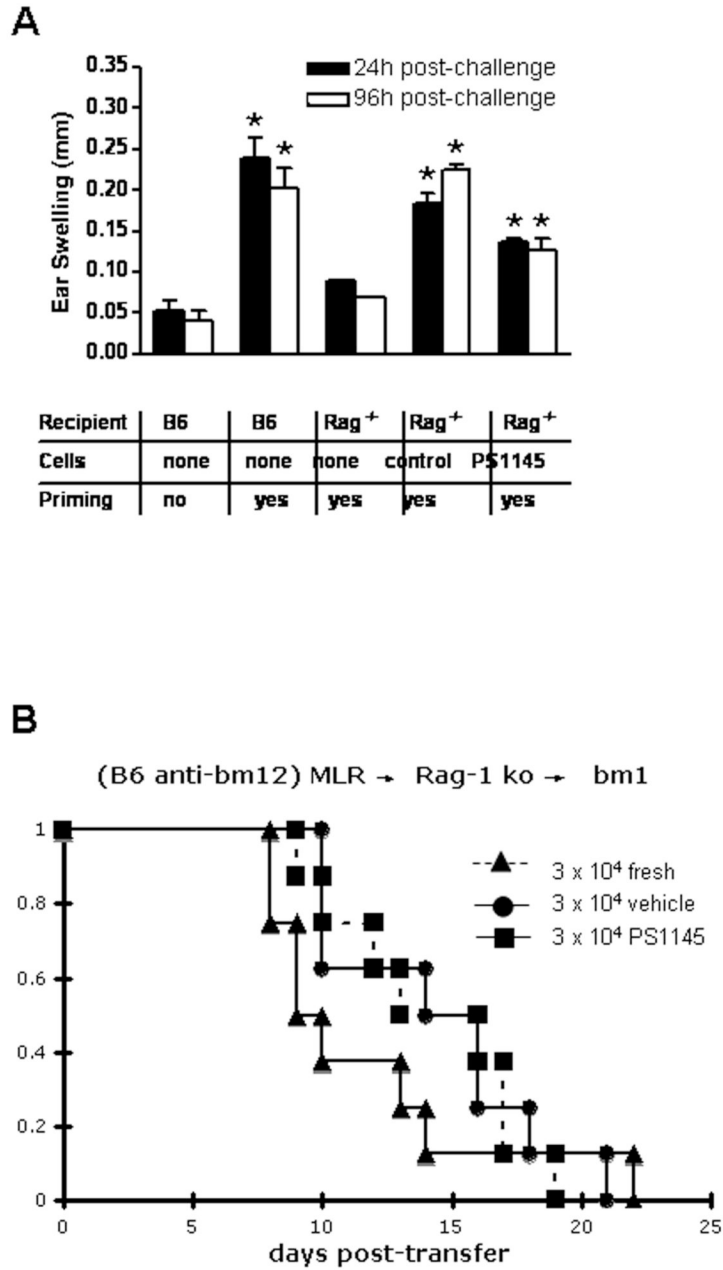 A
0.35
0.30
0.25
0.20
0.15
0.10
0.05
0.00
Ear Swelling (mm)
24h post-challenge
96h post-challenge
* * * * * *
Recipient B6 B6 Rag -/- Rag -/- Rag -/-
Cells none none none control PS1145
Priming no yes yes yes yes
B
(B6 anti-bm12) MLR → Rag-1 ko → bm1
1
0.8
0.6
0.4
0.2
0
3 x 10⁴ fresh
3 x 10⁴ vehicle
3 x 10⁴ PS1145
0 5 10 15 20 25
days post-transfer